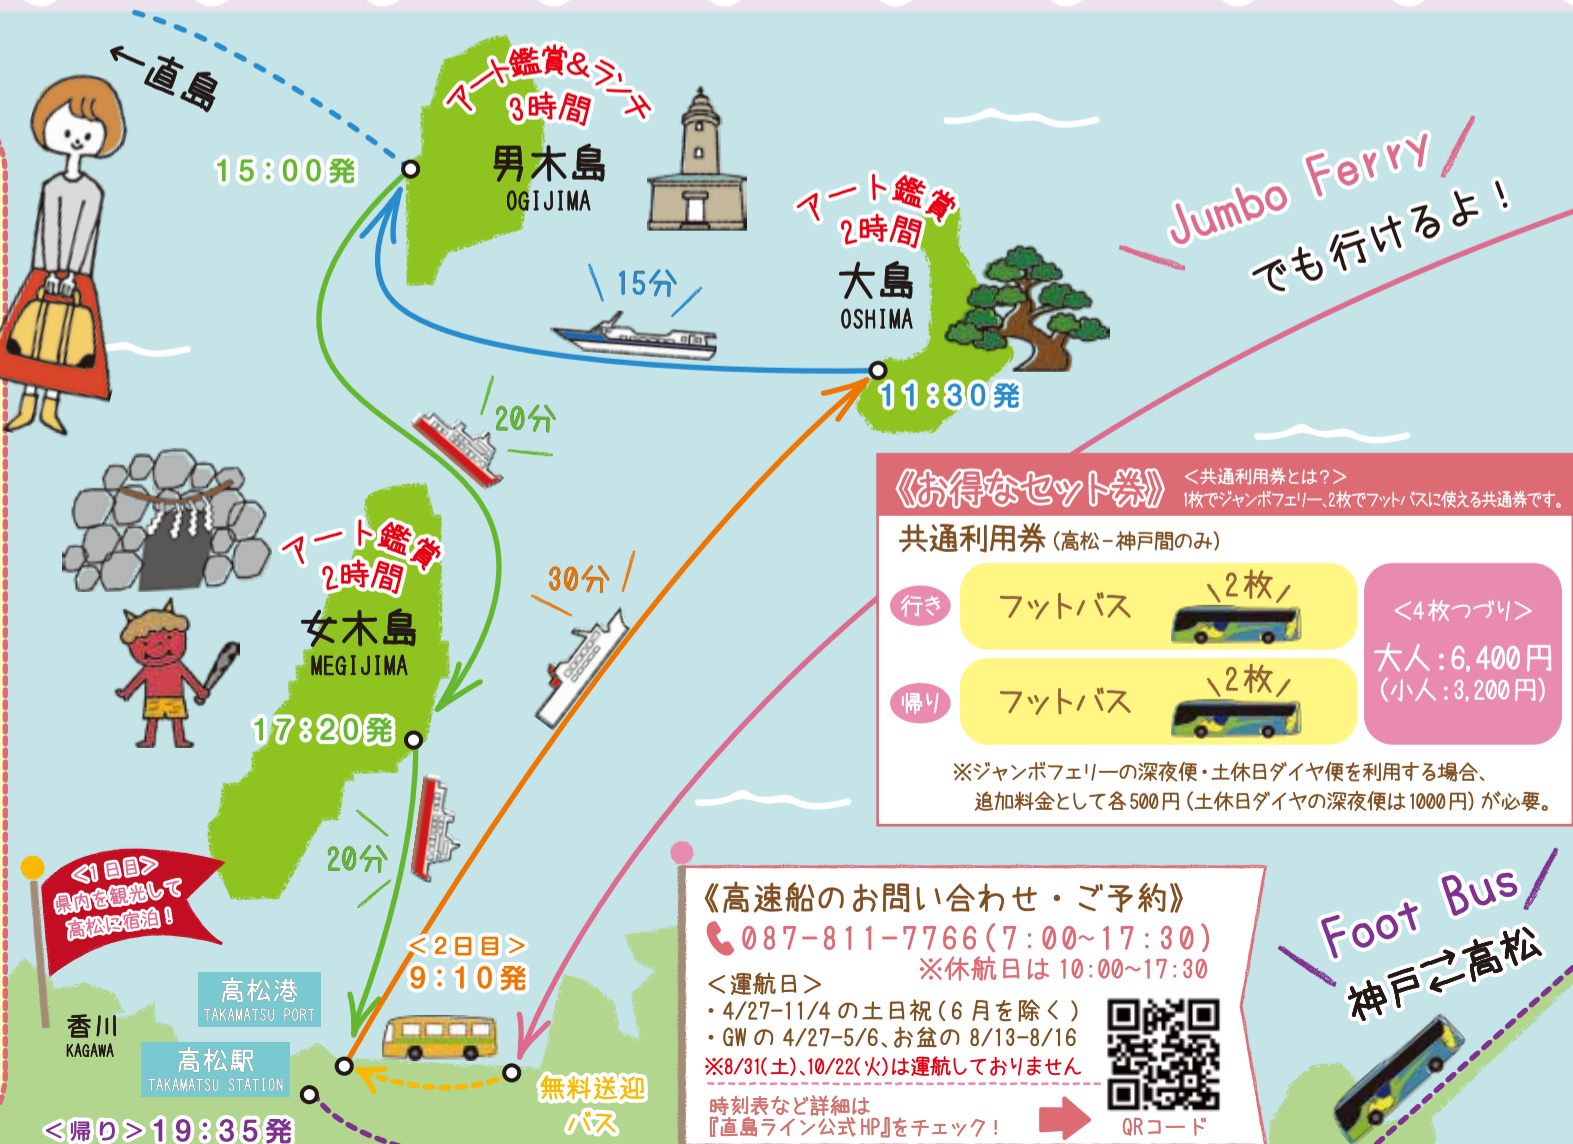 ←直島
アート鑑賞&ランチ
3時間
男木島
OGIJIMA
15:00発
アート鑑賞
2時間
大島
OSHIMA
11:30発
15分
Jumbo Ferry
でも行けるよ！
20分
アート鑑賞
2時間
女木島
MEGIJIMA
17:20発
30分
20分
《お得なセット券》
<共通利用券とは?>
1枚でジャンボフェリー、2枚でフットバスに使える共通券です。
共通利用券(高松-神戸間のみ)
行き
フットバス
2枚
帰り
フットバス
2枚
<4枚つづり>
大人:6,400円
(小人:3,200円)
※ジャンボフェリーの深夜便・土休日ダイヤ便を利用する場合、
追加料金として各500円(土休日ダイヤの深夜便は1000円)が必要。
<1日目>
県内を観光して
高松に宿泊！
<2日目>
9:10発
高松港
TAKAMATSU PORT
香川
KAGAWA
高松駅
TAKAMATSU STATION
<帰り>19:35発
無料送迎
バス
《高速船のお問い合わせ・ご予約》
087-811-7766(7:00~17:30)
※休航日は10:00~17:30
<運航日>
・4/27-11/4の土日祝(6月を除く)
・GWの4/27-5/6、お盆の8/13-8/16
※8/31(土)、10/22(火)は運航しておりません
時刻表など詳細は
『直島ライン公式HP』をチェック！
QRコード
Foot Bus
神戸⇄高松